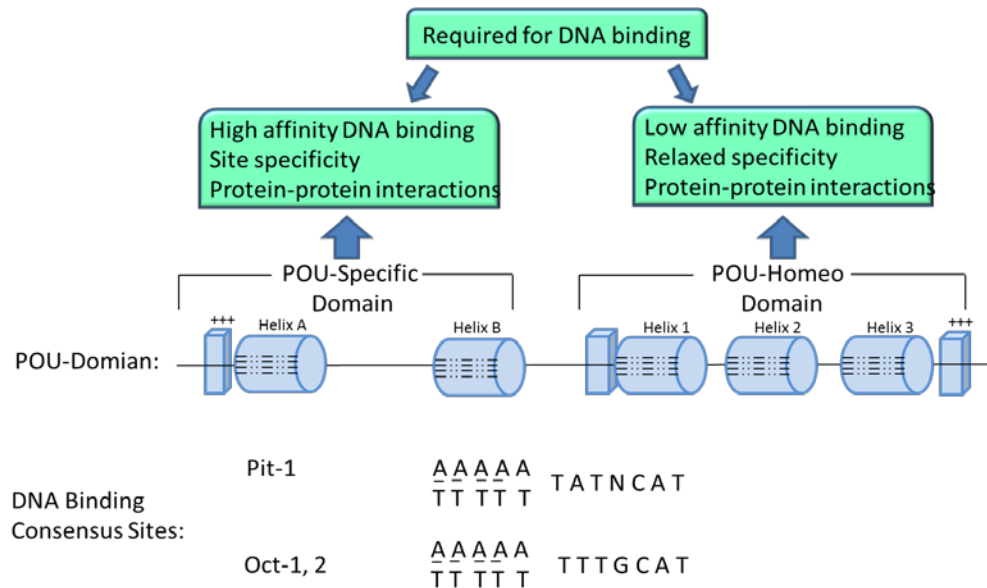 Required for DNA binding
High affinity DNA binding
Site specificity
Protein-protein interactions
Low affinity DNA binding
Relaxed specificity
Protein-protein interactions
POU-Specific
Domain
POU-Homeo
Domain
+++
Helix A
Helix B
Helix 1
Helix 2
Helix 3
+++
POU-Domian:
Pit-1
A A A A A
T T T T T
T A T N C A T
DNA Binding
Consensus Sites:
Oct-1, 2
A A A A A
T T T T T
T T T G C A T